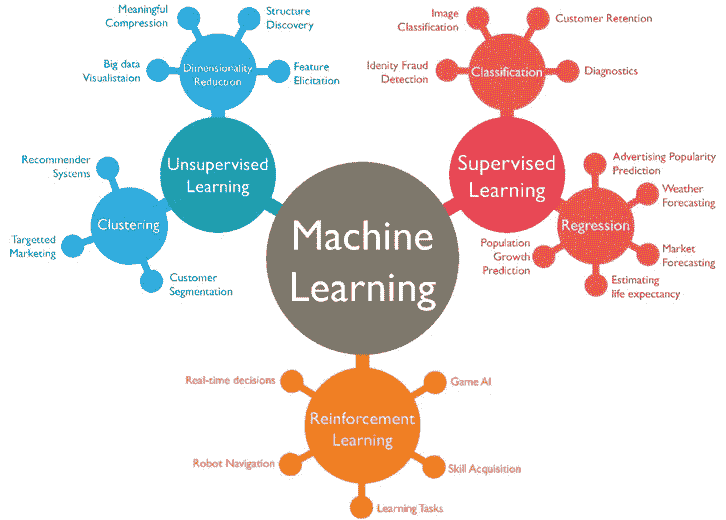 Meaningful
Compression
Structure
Discovery
Big data
Visualistaion
Dimensionality
Reduction
Feature
Elicitation
Unsupervised
Learning
Recommender
Systems
Clustering
Targetted
Marketing
Customer
Segmentation
Image
Classification
Customer Retention
Idenity Fraud
Detection
Classification
Diagnostics
Supervised
Learning
Advertising Popularity
Prediction
Weather
Forecasting
Regression
Population
Growth
Prediction
Market
Forecasting
Estimating
life expectancy
Machine
Learning
Real-time decisions
Game AI
Reinforcement
Learning
Robot Navigation
Skill Acquisition
Learning Tasks